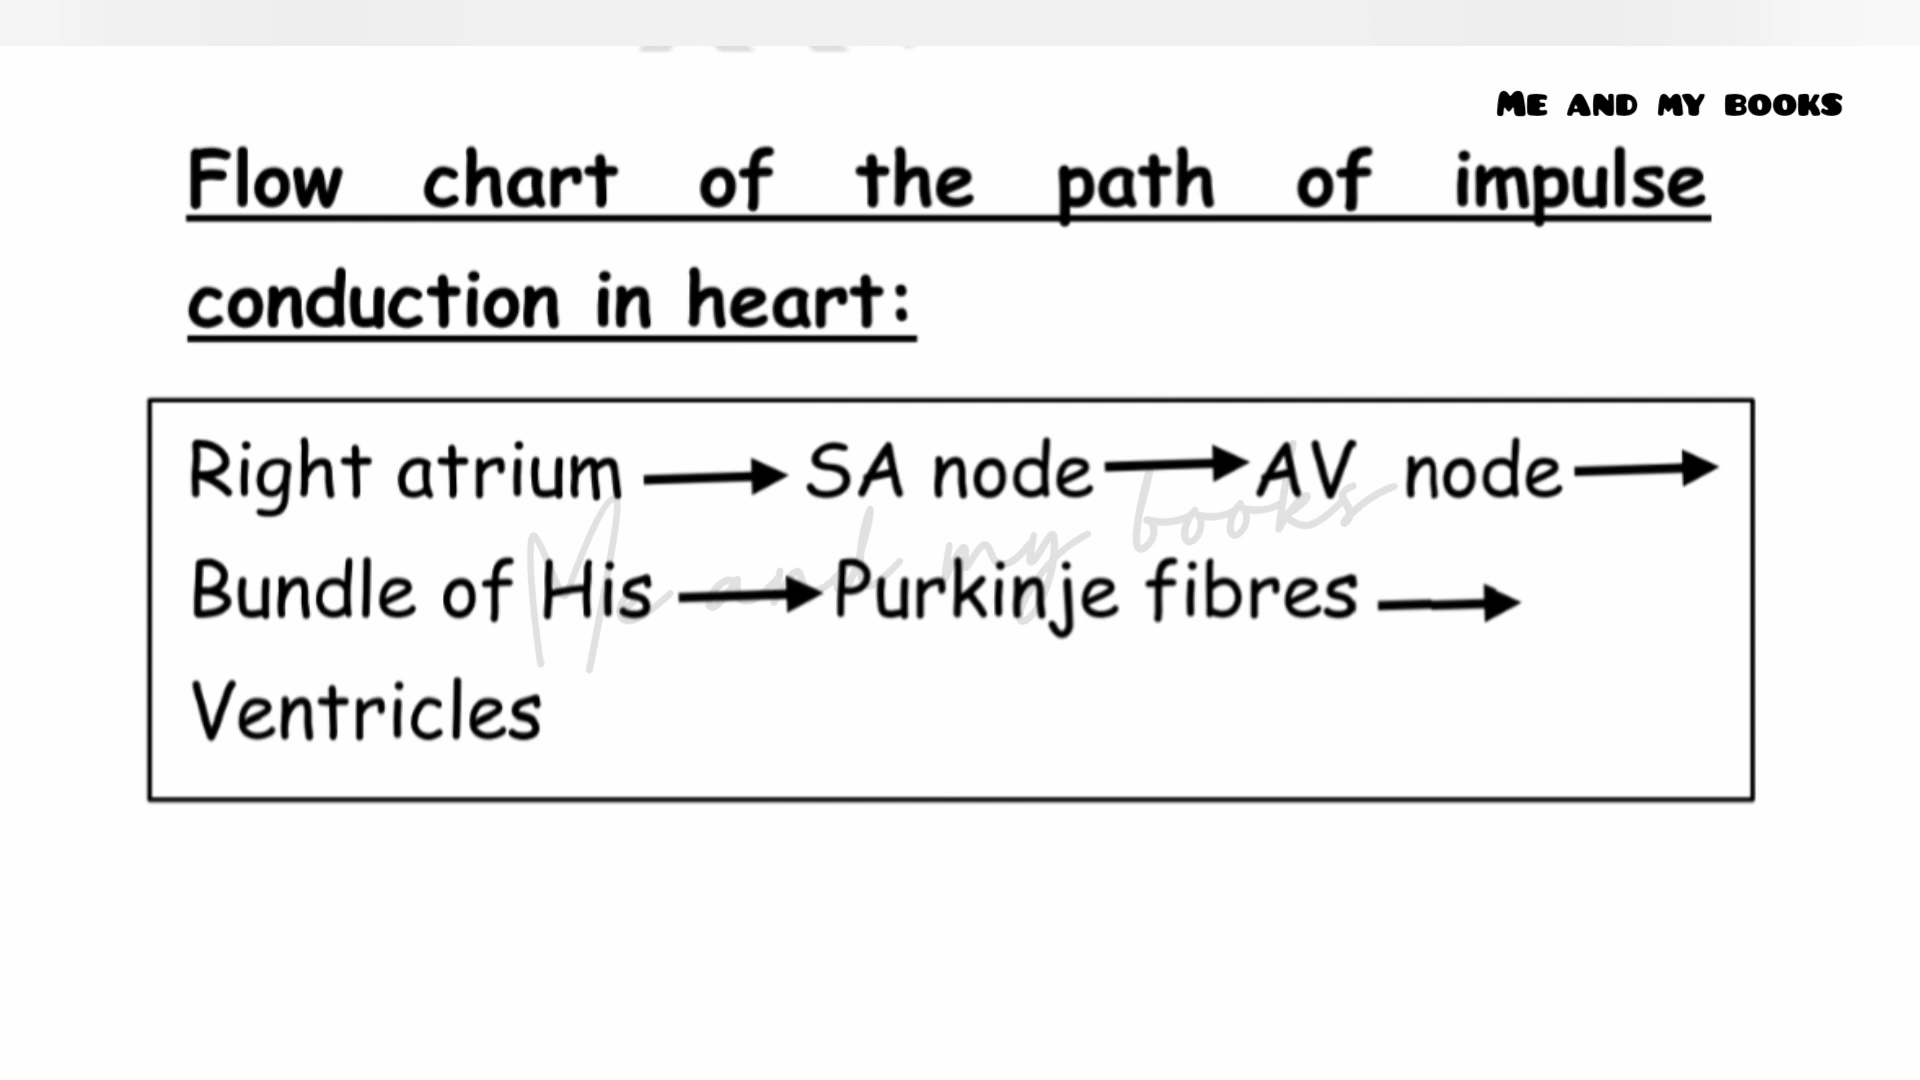 ME AND MY BOOKS
Flow chart of the path of impulse
conduction in heart:
Right atrium → SA node → AV node →
Bundle of His → Purkinje fibres →
Ventricles
Me and my books